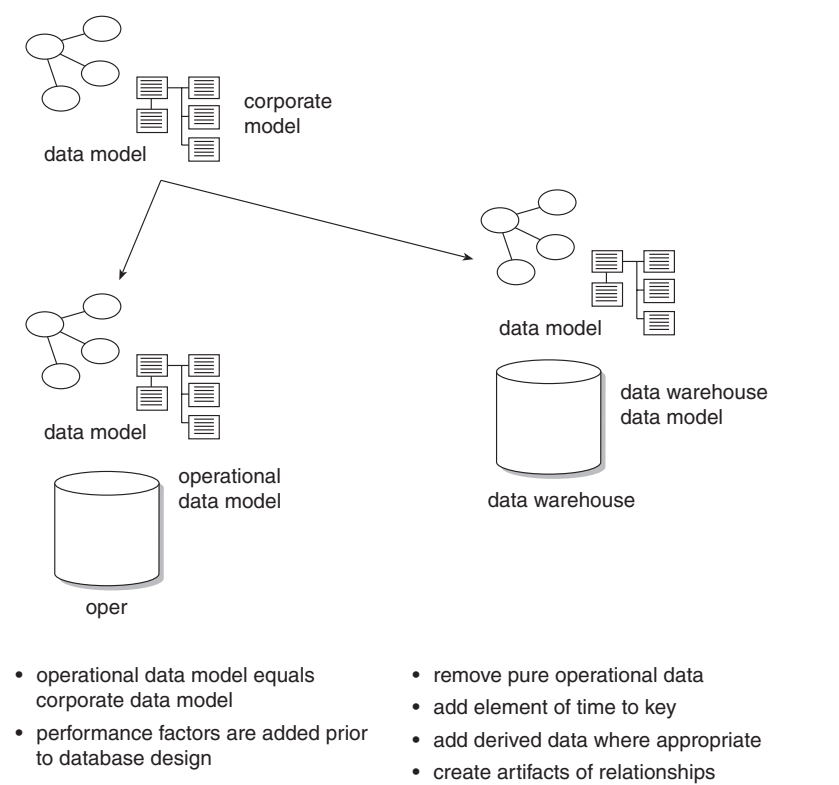 corporate
model
data model
data model
data warehouse
data model
data model
operational
data model
data warehouse
oper
• operational data model equals
corporate data model
• performance factors are added prior
to database design
• remove pure operational data
• add element of time to key
• add derived data where appropriate
• create artifacts of relationships